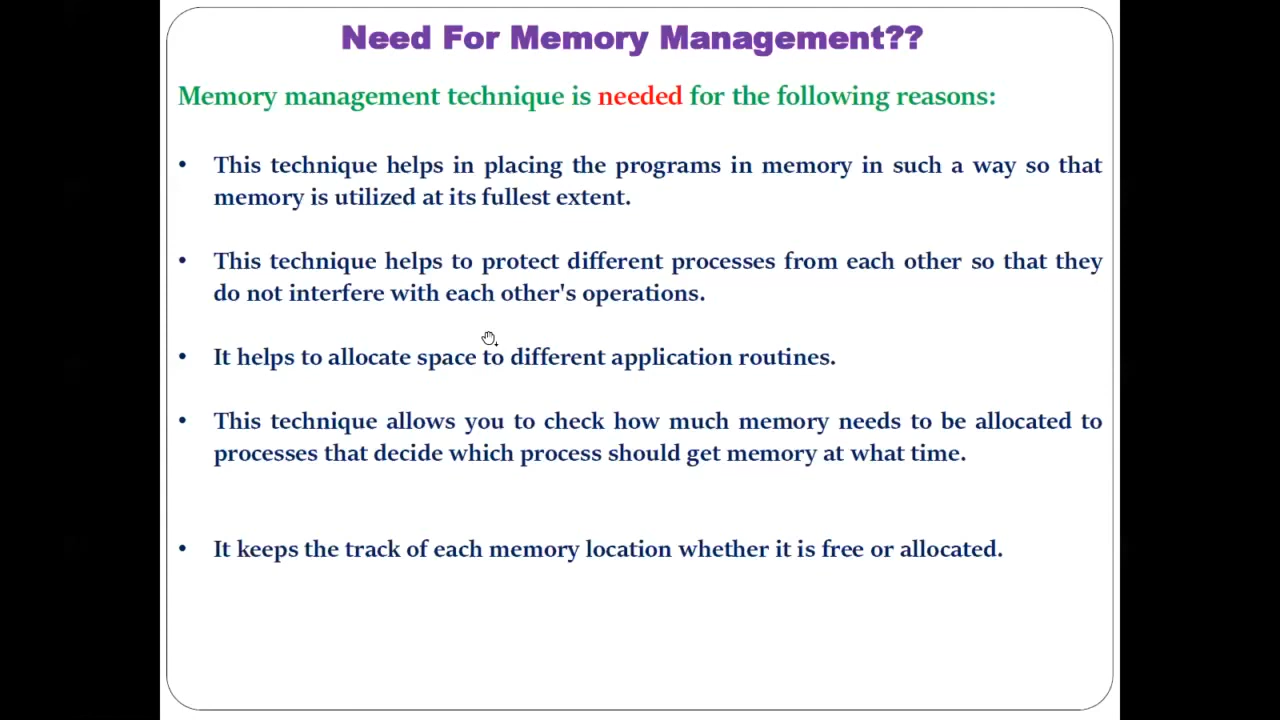 Need For Memory Management??
Memory management technique is needed for the following reasons:
• This technique helps in placing the programs in memory in such a way so that
memory is utilized at its fullest extent.
• This technique helps to protect different processes from each other so that they
do not interfere with each other's operations.
• It helps to allocate space to different application routines.
• This technique allows you to check how much memory needs to be allocated to
processes that decide which process should get memory at what time.
• It keeps the track of each memory location whether it is free or allocated.